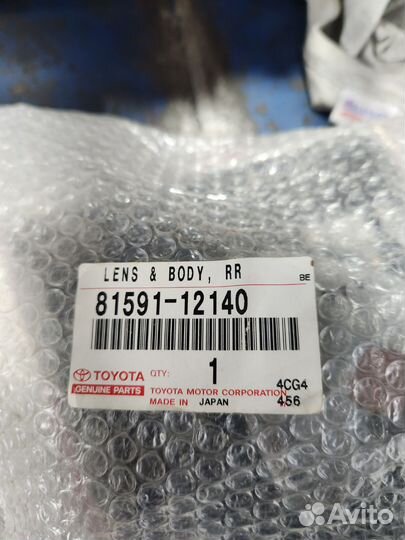 LENS & BODY, RR BE
81591-12140
TOYOTA QTY: 1 4CG4
GENUINE PARTS TOYOTA MOTOR CORPORATION
MADE IN JAPAN 456
Avito